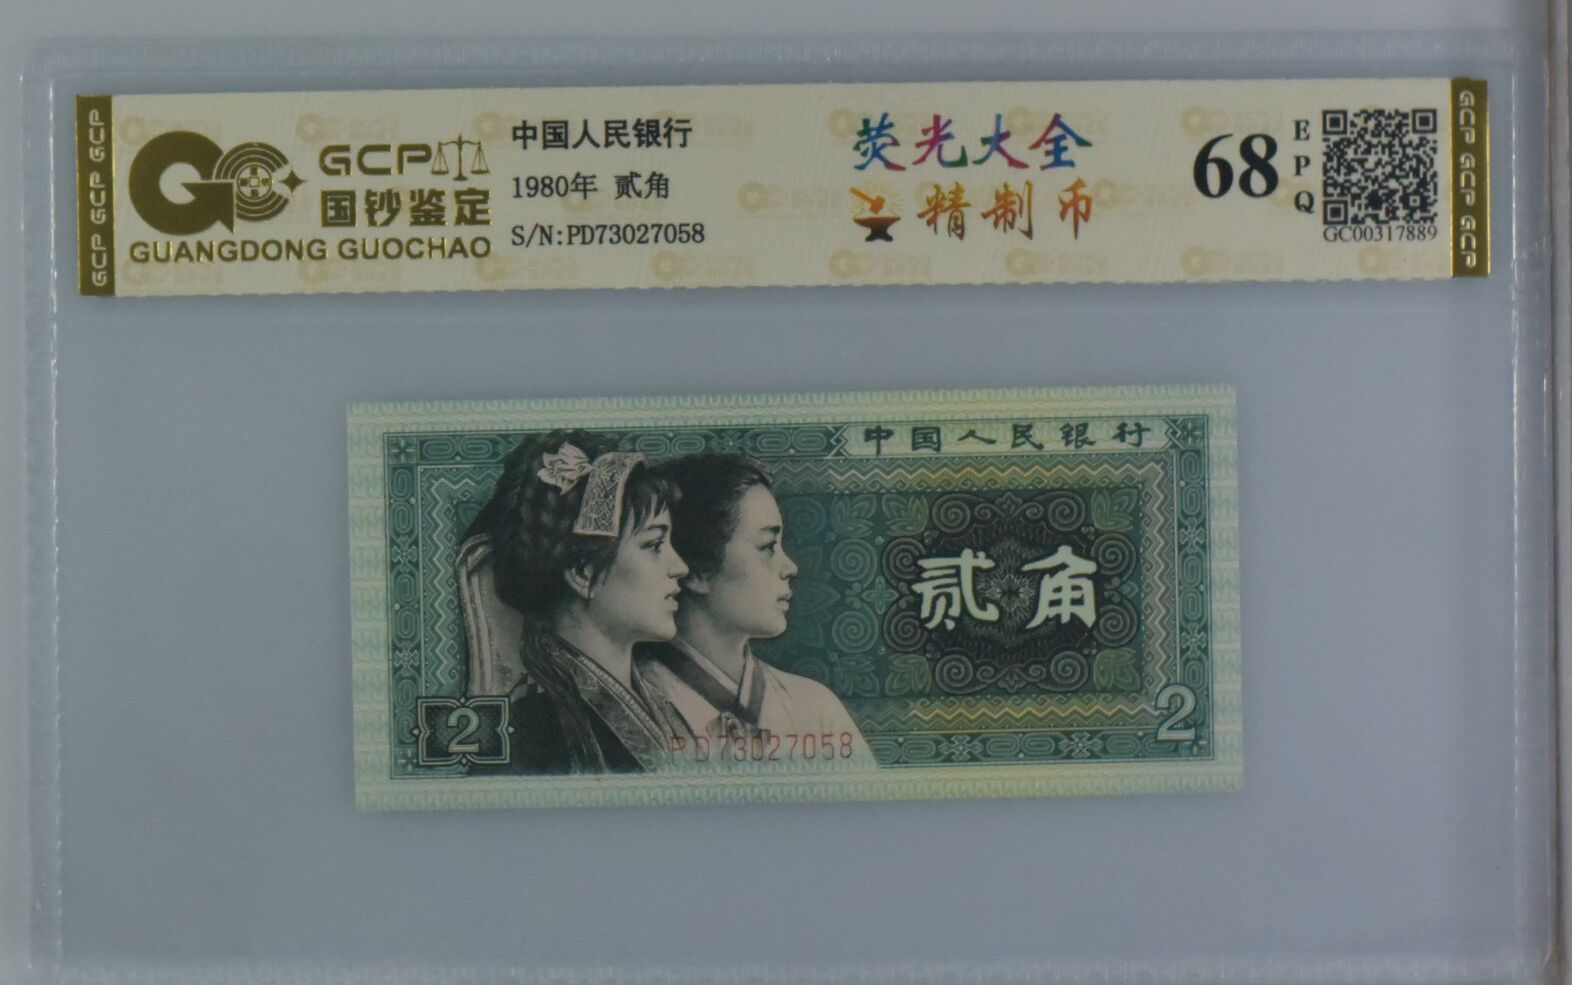 GCP GCP GCP
GCP
国钞鉴定
GUANGDONG GUOCHAO
中国人民银行
1980年 贰角
S/N:PD73027058
荧光大全
精制币
68
EPQ
GC00317889
GCP GCP GCP
中国人民银行
贰角
2
PD73027058
2